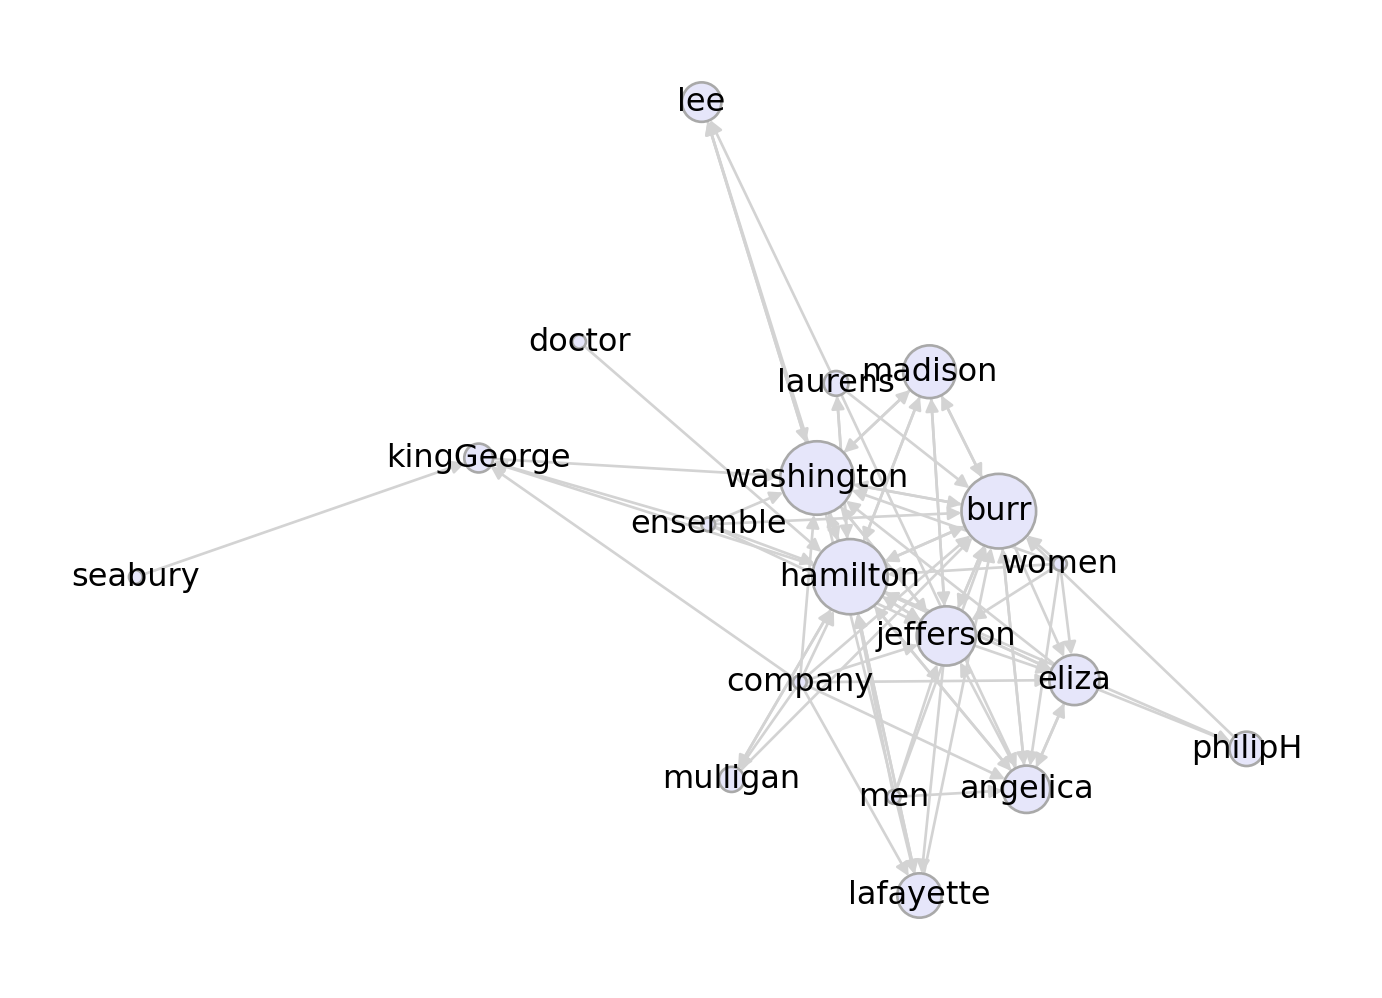 lee
doctor
laurens
madison
kingGeorge
washington
ensemble
burr
women
seabury
hamilton
jefferson
company
eliza
philipH
mulligan
men
angelica
lafayette